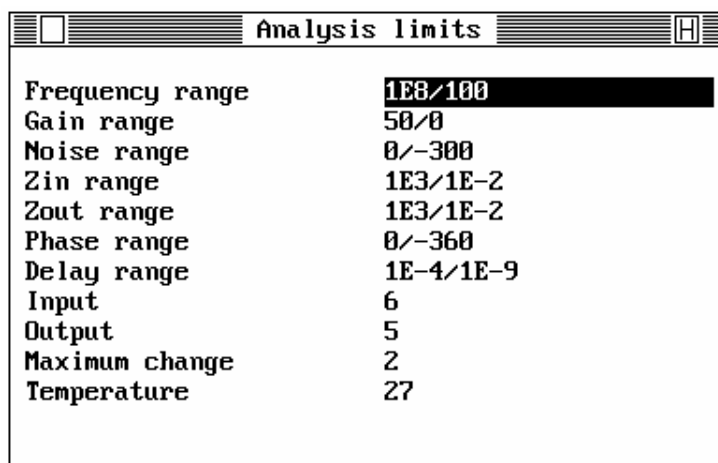 Analysis limits H
Frequency range 1E8/100
Gain range 50/0
Noise range 0/-300
Zin range 1E3/1E-2
Zout range 1E3/1E-2
Phase range 0/-360
Delay range 1E-4/1E-9
Input 6
Output 5
Maximum change 2
Temperature 27